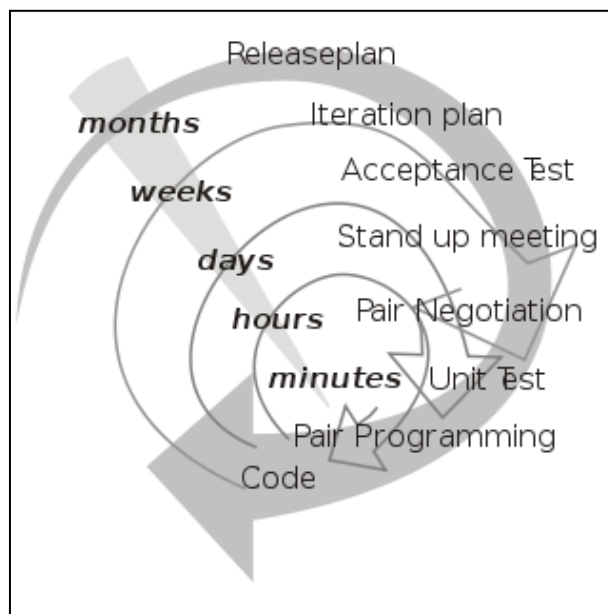 Releaseplan
Iteration plan
months
Acceptance Test
weeks
Stand up meeting
days
Pair Negotiation
hours
Unit Test
minutes
Pair Programming
Code